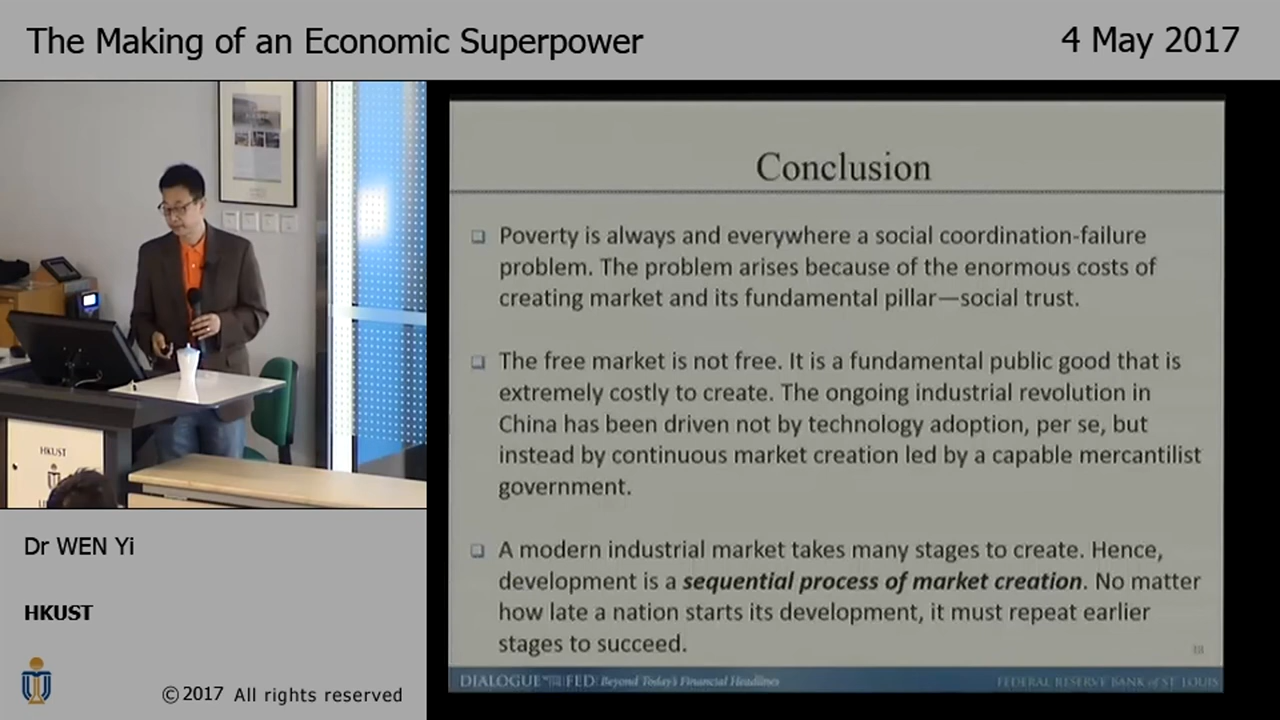 The Making of an Economic Superpower
4 May 2017
Conclusion
Poverty is always and everywhere a social coordination-failure
problem. The problem arises because of the enormous costs of
creating market and its fundamental pillar—social trust.
The free market is not free. It is a fundamental public good that is
extremely costly to create. The ongoing industrial revolution in
China has been driven not by technology adoption, per se, but
instead by continuous market creation led by a capable mercantilist
government.
A modern industrial market takes many stages to create. Hence,
development is a sequential process of market creation. No matter
how late a nation starts its development, it must repeat earlier
stages to succeed.
DIALOGUE WITH THE FED: Beyond Today's Financial Headlines
FEDERAL RESERVE BANK of ST. LOUIS
HKUST
Dr WEN Yi
HKUST
©2017 All rights reserved